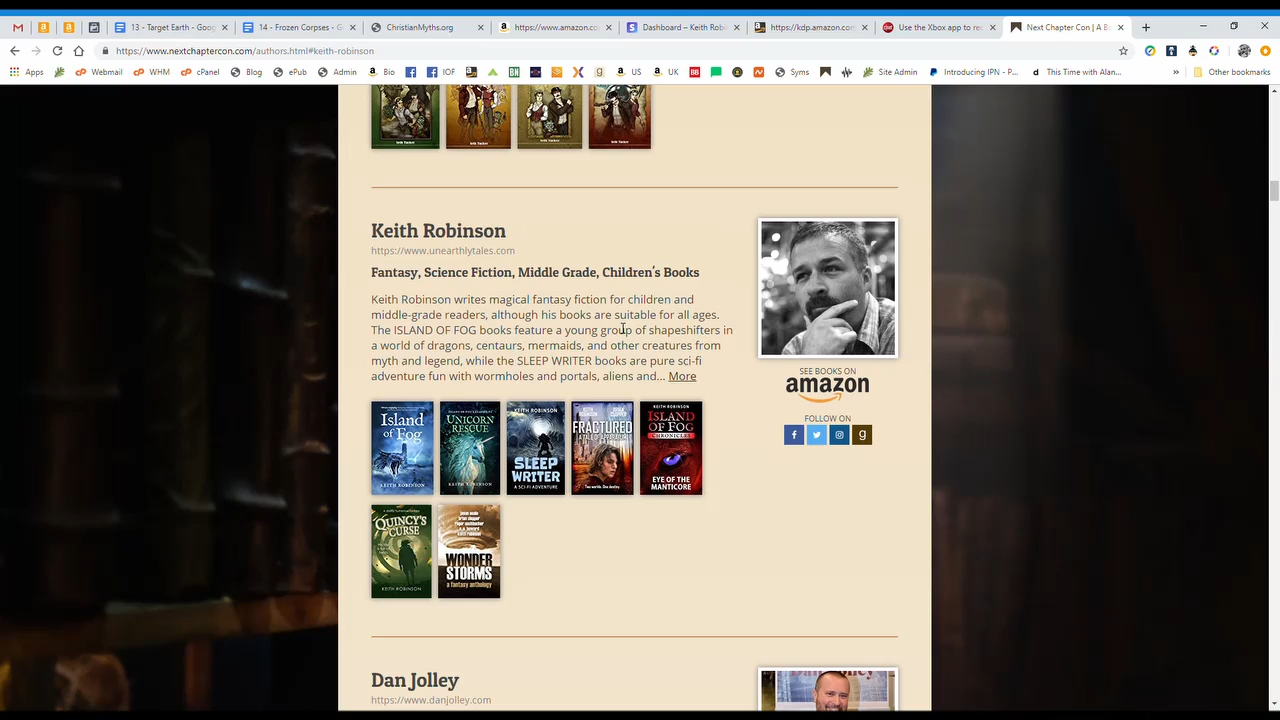 13 - Target Earth - Goog
14 - Frozen Corpses - G
ChristianMyths.org
https://www.amazon.co
Dashboard – Keith Rob
https://kdp.amazon.com
Use the Xbox app to re
Next Chapter Con | A B
https://www.nextchaptercon.com/authors.html#keith-robinson
Apps
Webmail
WHM
cPanel
Blog
ePub
Admin
Bio
IOF
US
UK
Syms
Site Admin
Introducing IPN - P...
This Time with Alan...
Other bookmarks
Keith Robinson
https://www.unearthlytales.com
Fantasy, Science Fiction, Middle Grade, Children's Books
Keith Robinson writes magical fantasy fiction for children and
middle-grade readers, although his books are suitable for all ages.
The ISLAND OF FOG books feature a young group of shapeshifters in
a world of dragons, centaurs, mermaids, and other creatures from
myth and legend, while the SLEEP WRITER books are pure sci-fi
adventure fun with wormholes and portals, aliens and... More
SEE BOOKS ON
amazon
FOLLOW ON
Island
of Fog
KEITH ROBINSON
UNICORN
RESCUE
KEITH ROBINSON
KEITH ROBINSON
SLEEP
WRITER
A SCI-FI ADVENTURE
FRACTURED
Two worlds. One destiny.
KEITH ROBINSON
ISLAND
OF FOG
CHRONICLES
EYE OF THE
MANTICORE
QUINCY'S
CURSE
KEITH ROBINSON
WONDER
STORMS
a fantasy anthology
Dan Jolley
https://www.danjolley.com